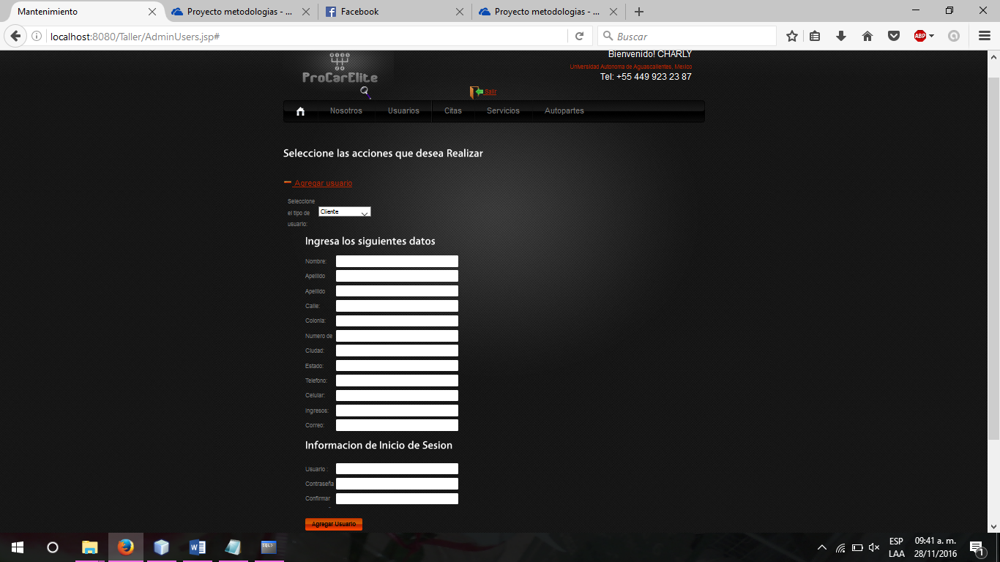 Mantenimiento
Proyecto metodologias - ...
Facebook
Proyecto metodologias - ...
localhost:8080/Taller/AdminUsers.jsp#
Buscar
ABP
ProCarElite
Bienvenido! CHARLY
Universidad Autonoma de Aguascalientes, Mexico
Tel: +55 449 923 23 87
Salir
Nosotros
Usuarios
Citas
Servicios
Autopartes
Seleccione las acciones que desea Realizar
Agregar usuario
Seleccione
el tipo de
usuario:
Cliente
Ingresa los siguientes datos
Nombre:
Apellido
Apellido
Calle:
Colonia:
Numero de
Ciudad:
Estado:
Telefono:
Celular:
Ingresos:
Correo:
Informacion de Inicio de Sesion
Usuario :
Contraseña
Confirmar
Agregar Usuario
ESP
LAA
09:41 a. m.
28/11/2016
1